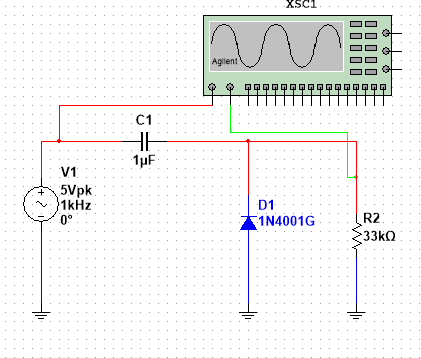 XSC1
Agilent
C1
1µF
V1
5Vpk
1kHz
0°
D1
1N4001G
R2
33kΩ